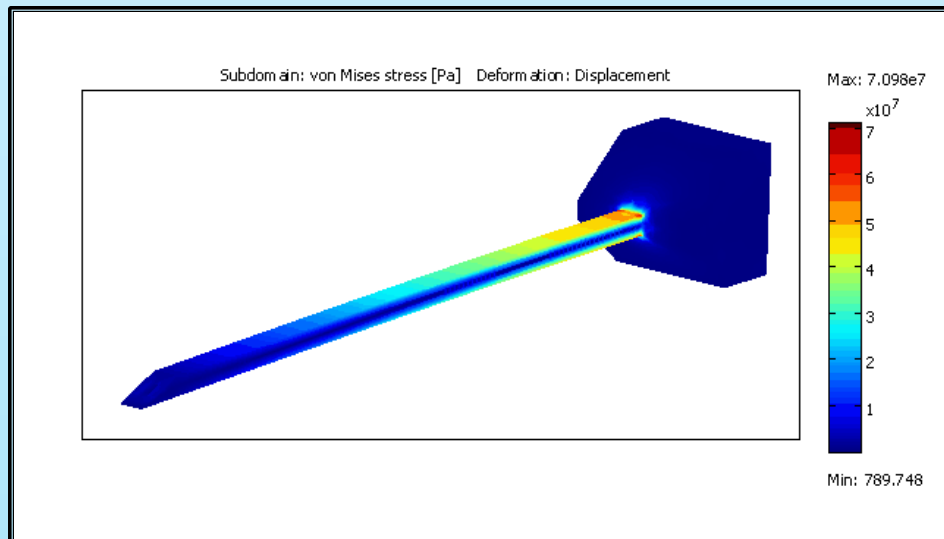 Subdomain: von Mises stress [Pa] Deformation: Displacement
Max: 7.098e7
x10^7
7
6
5
4
3
2
1
Min: 789.748